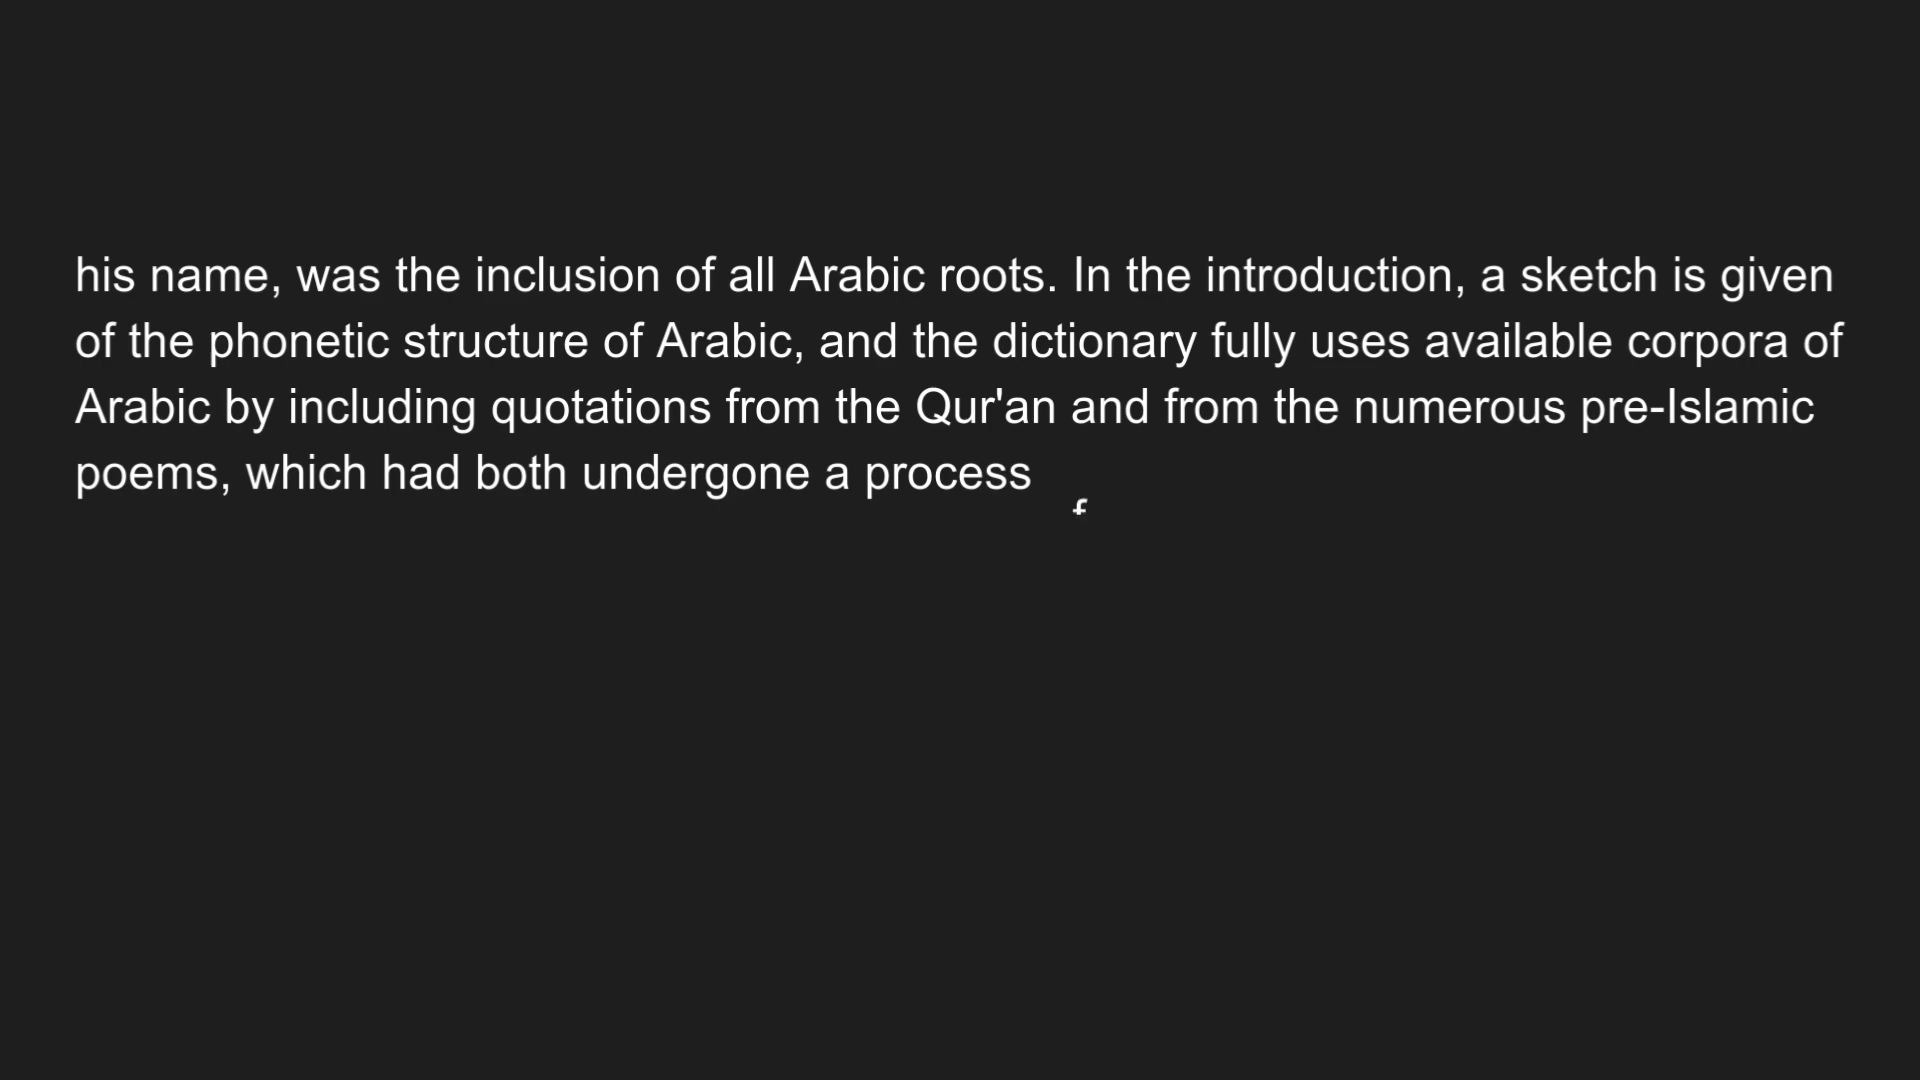 his name, was the inclusion of all Arabic roots. In the introduction, a sketch is given
of the phonetic structure of Arabic, and the dictionary fully uses available corpora of
Arabic by including quotations from the Qur'an and from the numerous pre-Islamic
poems, which had both undergone a process